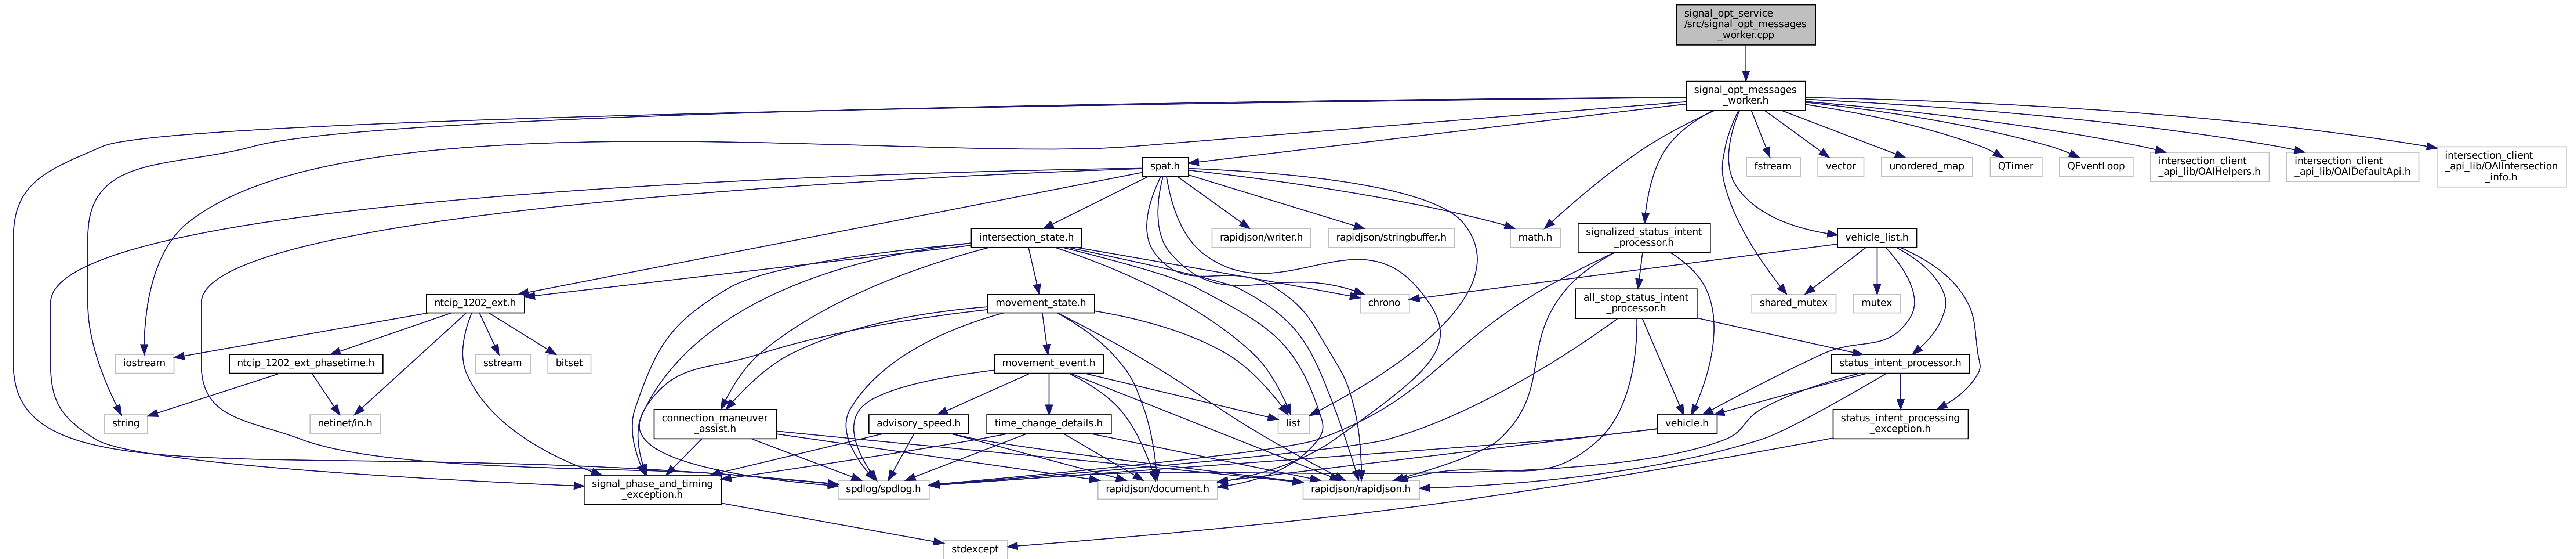 signal_opt_service
/src/signal_opt_messages
_worker.cpp
signal_opt_messages
_worker.h
spat.h
fstream
vector
unordered_map
QTimer
QEventLoop
intersection_client
_api_lib/OAIHelpers.h
intersection_client
_api_lib/OAIDefaultApi.h
intersection_client
_api_lib/OAIIntersection
_info.h
intersection_state.h
rapidjson/writer.h
rapidjson/stringbuffer.h
math.h
signalized_status_intent
_processor.h
vehicle_list.h
ntcip_1202_ext.h
movement_state.h
chrono
all_stop_status_intent
_processor.h
shared_mutex
mutex
iostream
ntcip_1202_ext_phasetime.h
sstream
bitset
movement_event.h
status_intent_processor.h
string
netinet/in.h
connection_maneuver
_assist.h
advisory_speed.h
time_change_details.h
list
vehicle.h
status_intent_processing
_exception.h
signal_phase_and_timing
_exception.h
spdlog/spdlog.h
rapidjson/document.h
rapidjson/rapidjson.h
stdexcept